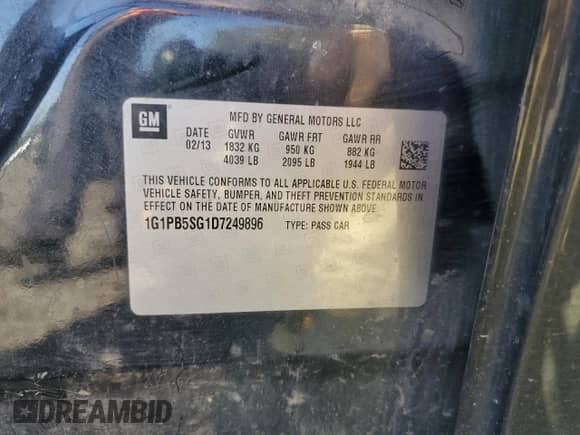 GM
MFD BY GENERAL MOTORS LLC
DATE GVWR GAWR FRT GAWR RR
02/13 1832 KG 950 KG 882 KG
4039 LB 2095 LB 1944 LB
THIS VEHICLE CONFORMS TO ALL APPLICABLE U.S. FEDERAL MOTOR
VEHICLE SAFETY, BUMPER, AND THEFT PREVENTION STANDARDS IN
EFFECT ON THE DATE OF MANUFACTURE SHOWN ABOVE.
1G1PB5SG1D7249896 TYPE: PASS CAR
DREAMBID